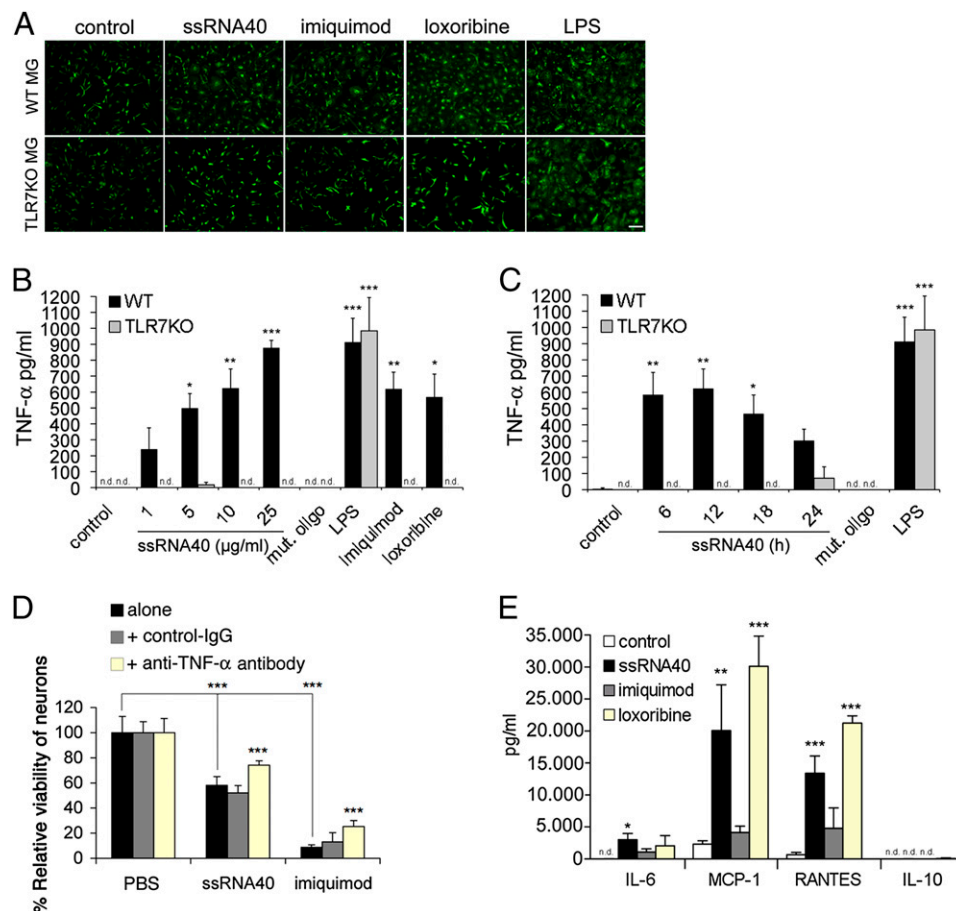 A
control ssRNA40 imiquimod loxoribine LPS
WT MG
TLR7KO MG
B
WT
TLR7KO
TNF-α pg/ml
1200
1100
1000
900
800
700
600
500
400
300
200
100
0
n.d. n.d. n.d. * ** n.d. *** n.d. n.d. n.d. *** *** ** n.d. * n.d.
control 1 5 10 25 mut. oligo LPS imiquimod loxoribine
ssRNA40 (µg/ml)
C
WT
TLR7KO
TNF-α pg/ml
1200
1100
1000
900
800
700
600
500
400
300
200
100
0
n.d. ** n.d. ** n.d. * n.d. n.d. n.d. *** ***
control 6 12 18 24 mut. oligo LPS
ssRNA40 (h)
D
alone
+ control-IgG
+ anti-TNF-α antibody
% Relative viability of neurons
*** ***
120
100
80
60
40
20
0
*** ***
PBS ssRNA40 imiquimod
E
control
ssRNA40
imiquimod
loxoribine
pg/ml
35.000
30.000
25.000
20.000
15.000
10.000
5.000
0
n.d. * ** *** *** *** n.d. n.d. n.d.
IL-6 MCP-1 RANTES IL-10